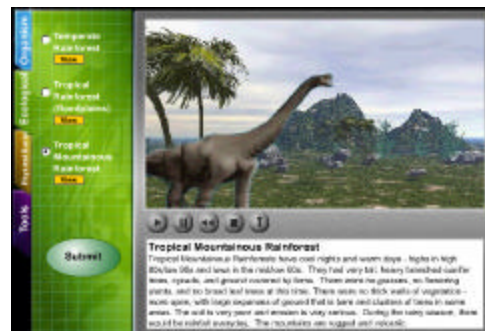 Organism
Ecological
Tools
Temperate
Rainforest
View
Tropical
Rainforest
View
Tropical
Mountainous
Rainforest
View
Submit
Tropical Mountainous Rainforest
Tropical Mountainous Rainforests have cool nights and warm days - highs in high
80s/low 90s and lows in the mid/low 60s. They had very tall, heavy branched conifer
trees, cycads, and ground covered by ferns. There were no grasses, no flowering
plants, and no broad leaf trees at this time. There were no thick walls of vegetation -
more open, with large expanses of ground that is bare and clusters of trees in some
areas. The soil is very poor and erosion is very serious. During the rainy season, there
would be rainfall everyday. The mountains are rugged and volcanic.